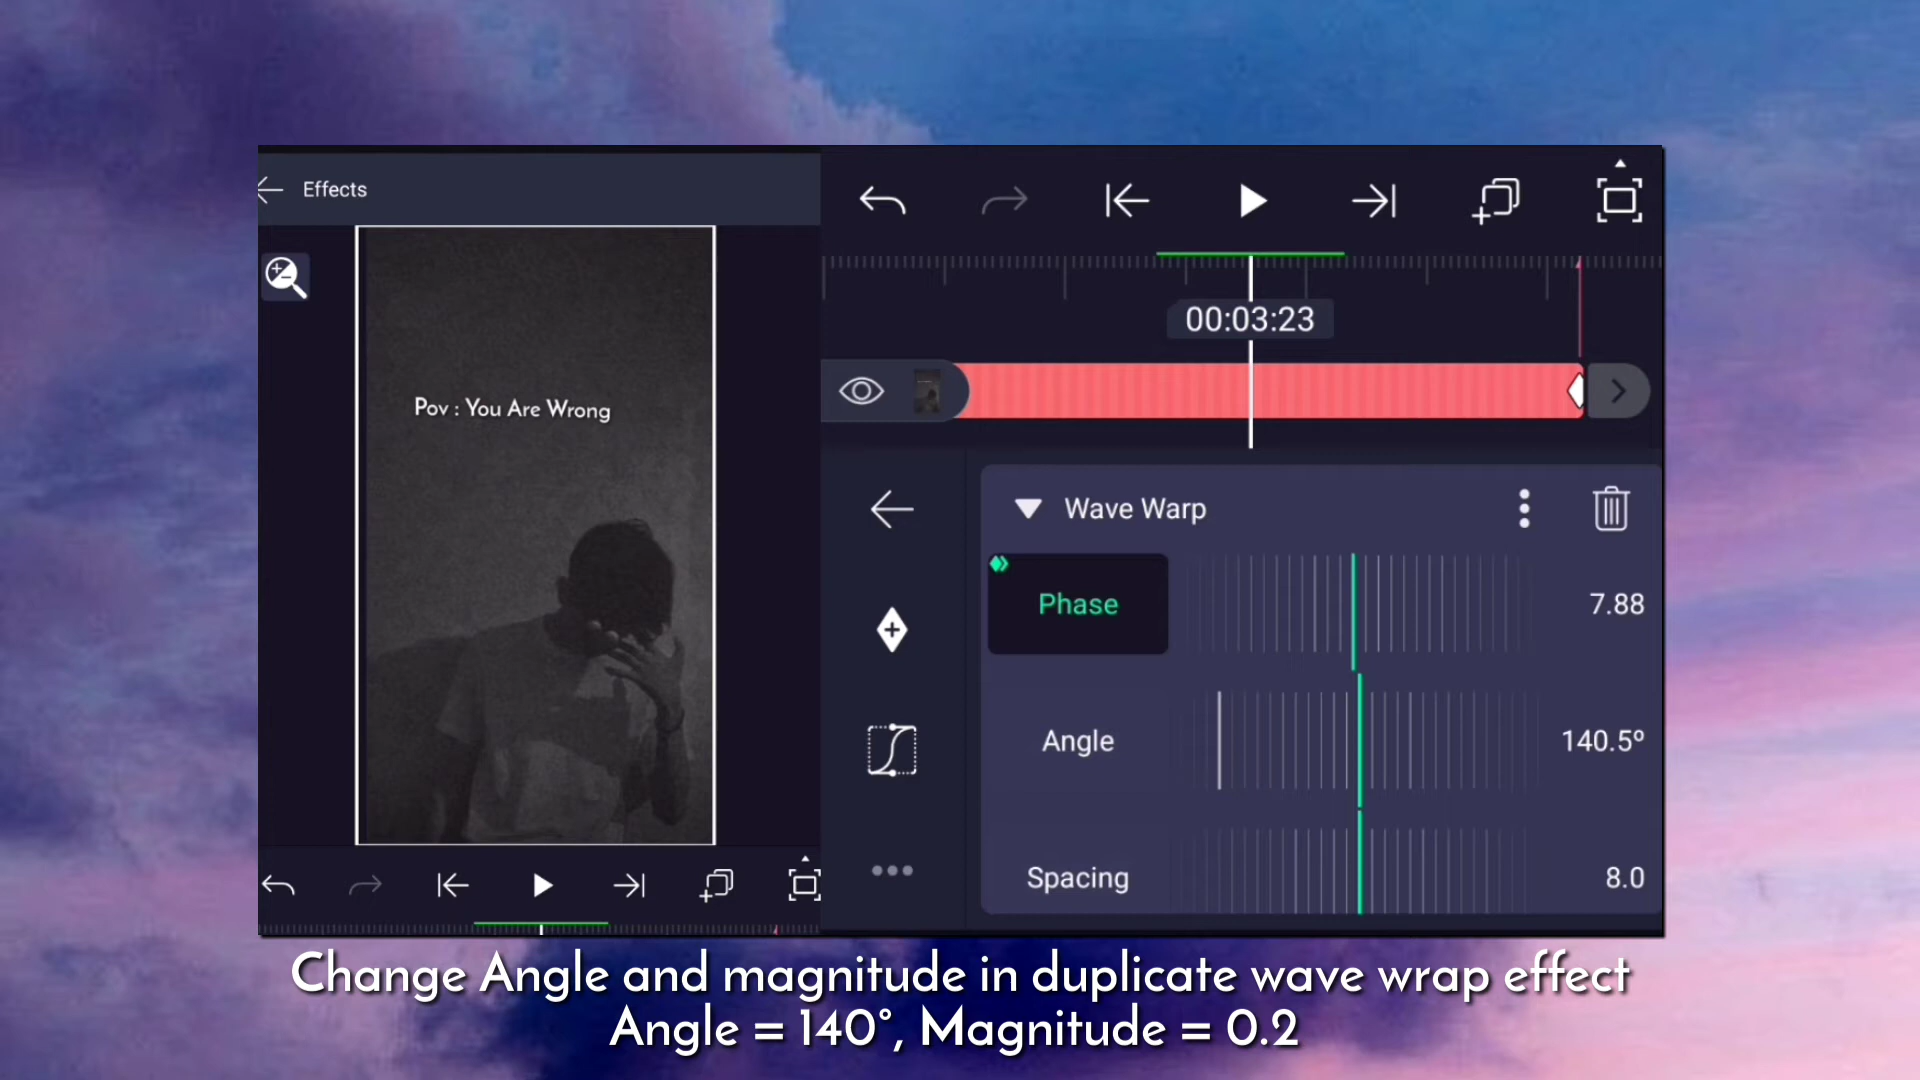 Effects
Pov : You Are Wrong
00:03:23
Wave Warp
Phase
7.88
Angle
140.5º
Spacing
8.0
Change Angle and magnitude in duplicate wave wrap effect
Angle = 140°, Magnitude = 0.2